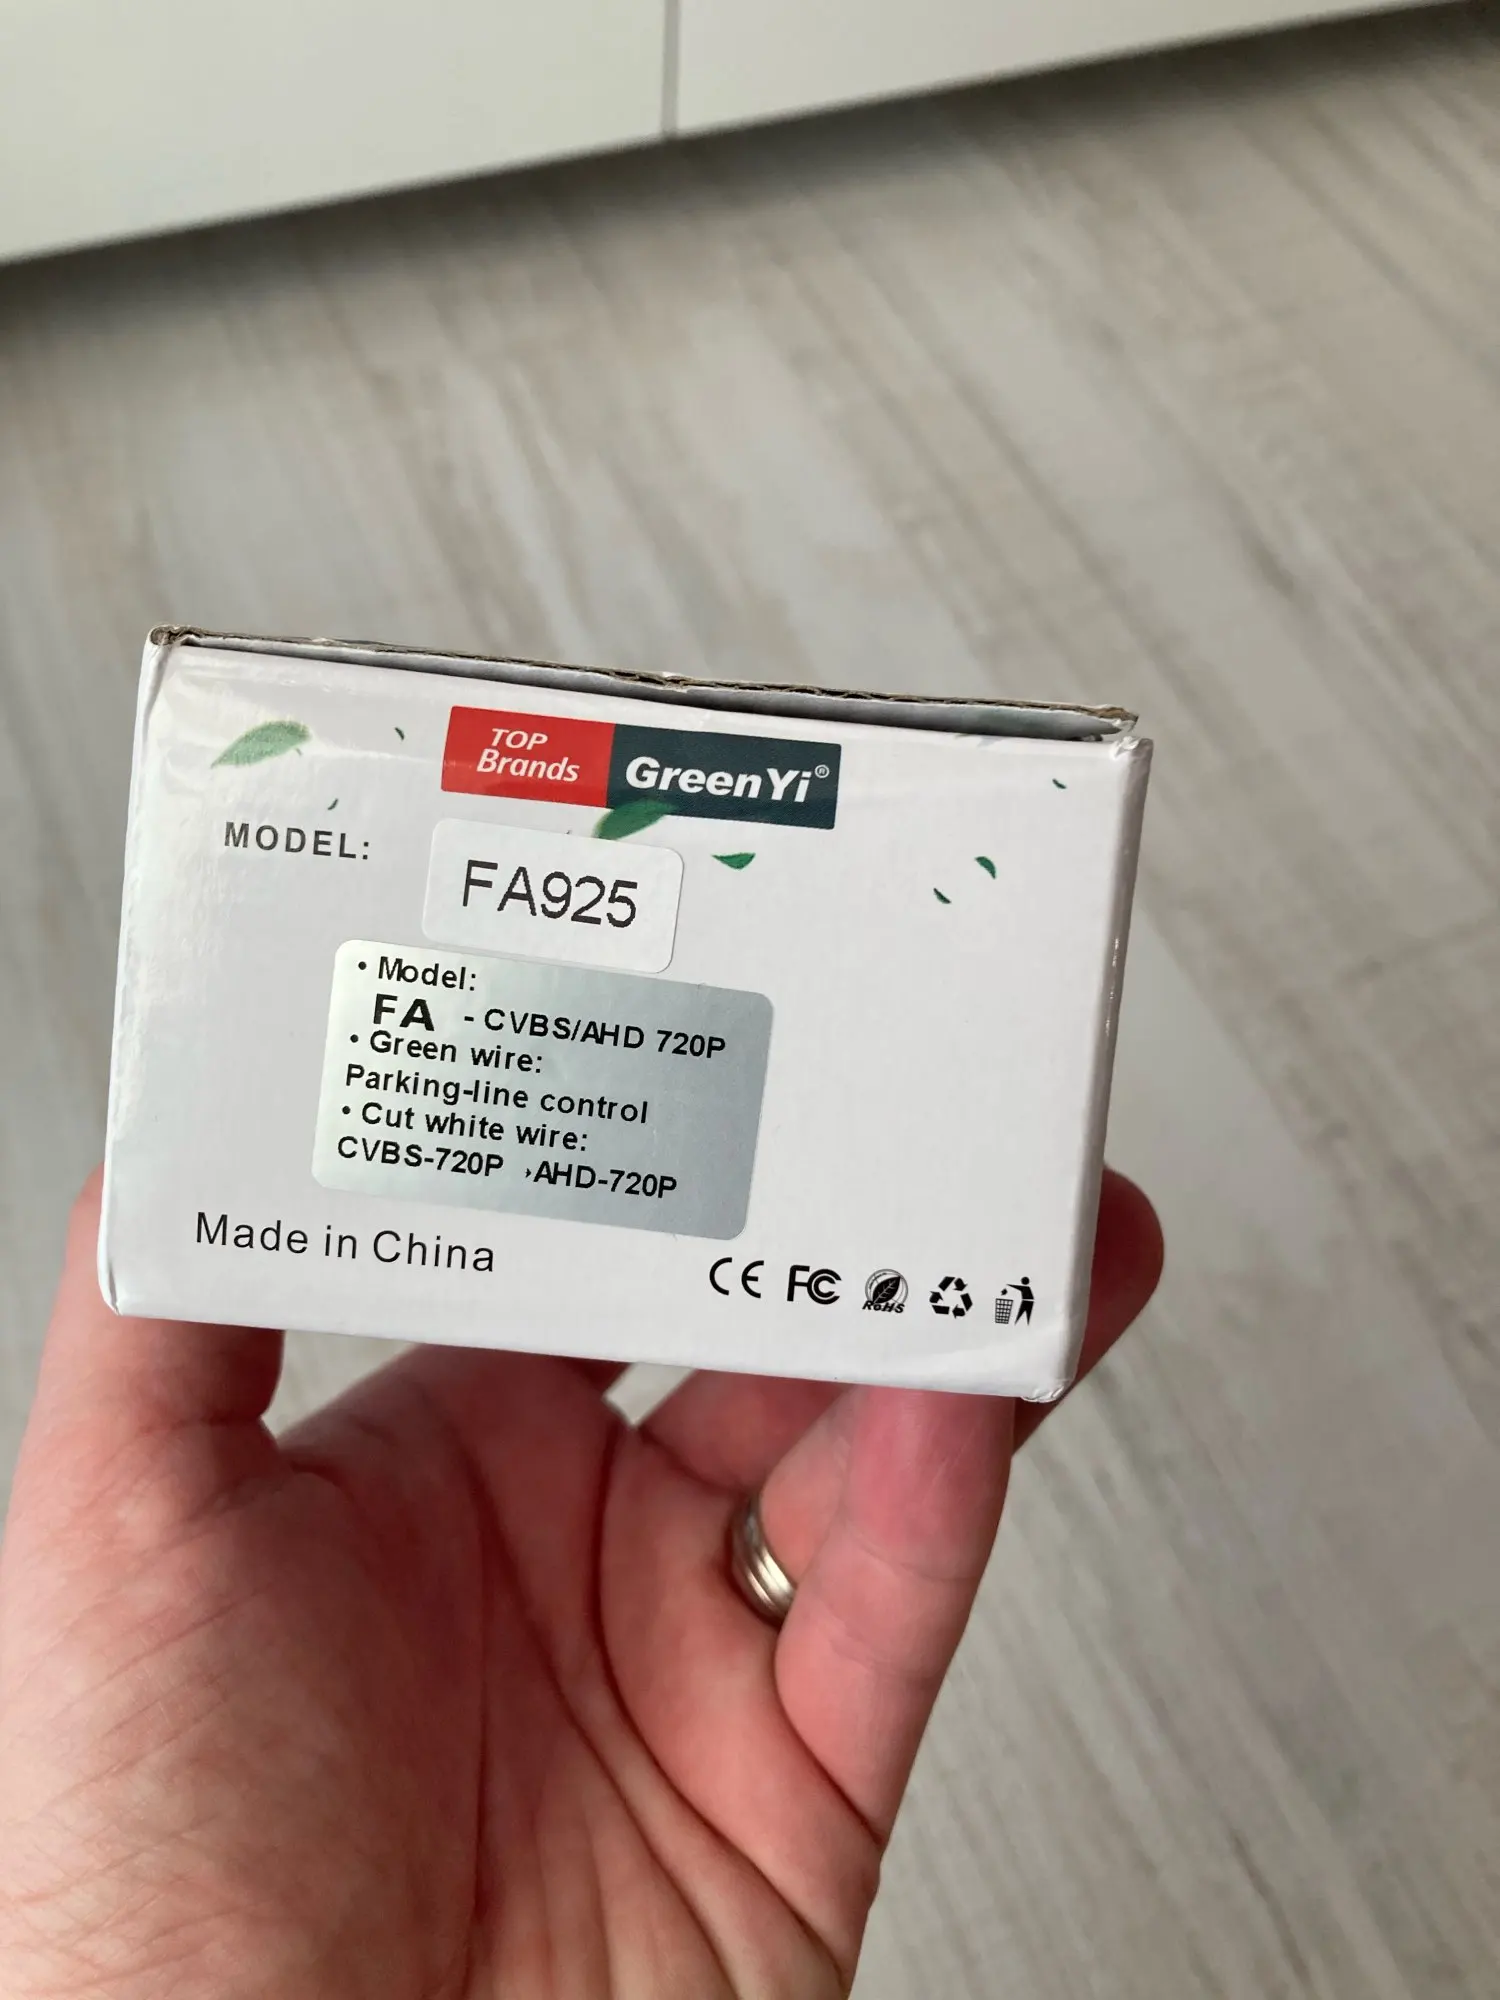 TOP
Brands
GreenYi®
MODEL:
FA925
• Model:
FA - CVBS/AHD 720P
• Green wire:
Parking-line control
• Cut white wire:
CVBS-720P →AHD-720P
Made in China
CE FC RoHS